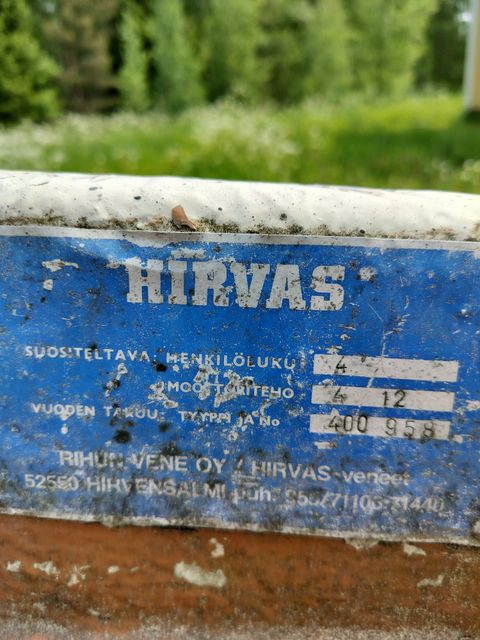 HIRVAS
SUOSITELTAVA HENKILÖLUKU 4
MOOTTORITEHO 4 12
VUODEN TAKUU TYYPPI JA No 400 958
RIHUN VENE OY / HIRVAS-veneet
52550 HIRVENSALMI puh.